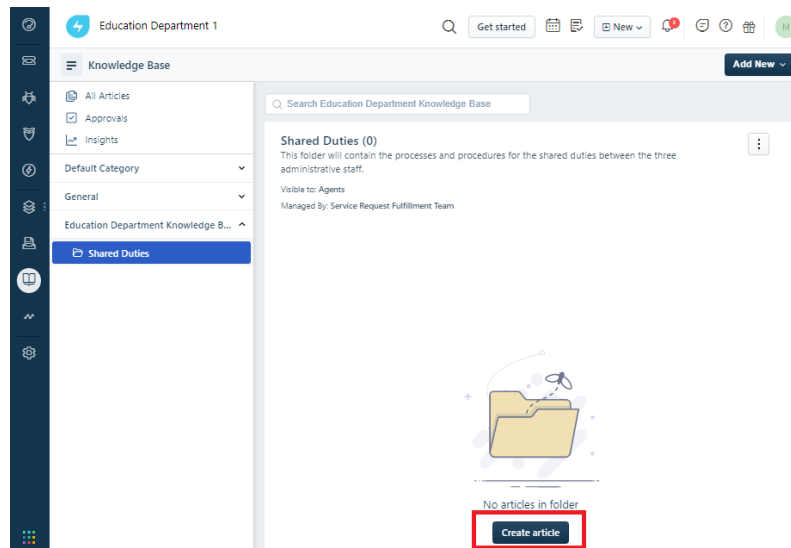 Education Department 1
Get started
New
Knowledge Base
Add New
All Articles
Approvals
Insights
Default Category
General
Education Department Knowledge B...
Shared Duties
Search Education Department Knowledge Base
Shared Duties (0)
This folder will contain the processes and procedures for the shared duties between the three
administrative staff.
Visible to: Agents
Managed By: Service Request Fulfillment Team
No articles in folder
Create article